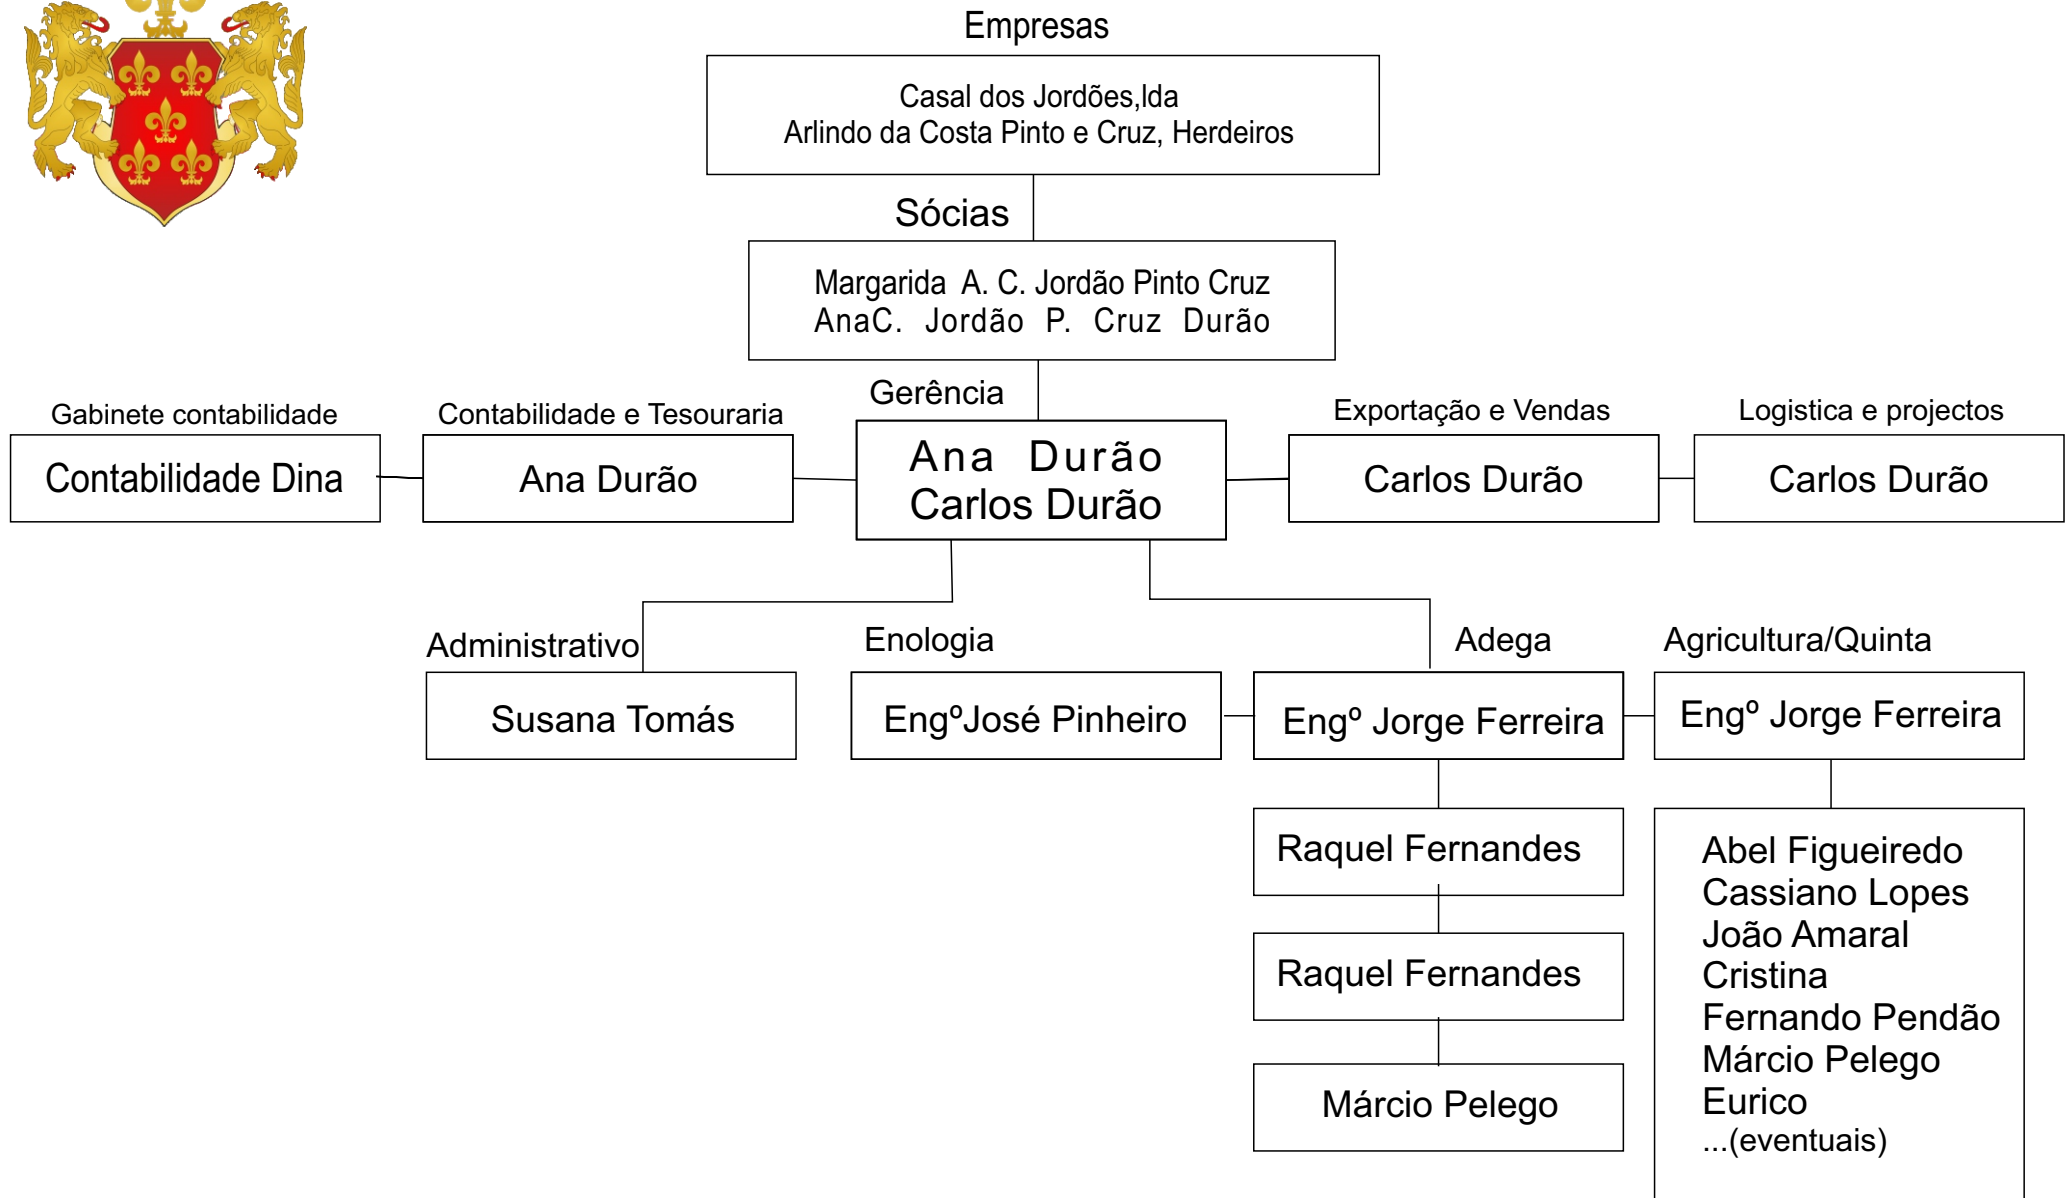 Empresas
Casal dos Jordões,lda
Arlindo da Costa Pinto e Cruz, Herdeiros
Sócias
Margarida A. C. Jordão Pinto Cruz
AnaC. Jordão P. Cruz Durão
Gerência
Gabinete contabilidade
Contabilidade e Tesouraria
Exportação e Vendas
Logistica e projectos
Contabilidade Dina
Ana Durão
Ana Durão
Carlos Durão
Carlos Durão
Carlos Durão
Administrativo
Enologia
Adega
Agricultura/Quinta
Susana Tomás
EngºJosé Pinheiro
Engº Jorge Ferreira
Engº Jorge Ferreira
Raquel Fernandes
Raquel Fernandes
Márcio Pelego
Abel Figueiredo
Cassiano Lopes
João Amaral
Cristina
Fernando Pendão
Márcio Pelego
Eurico
...(eventuais)